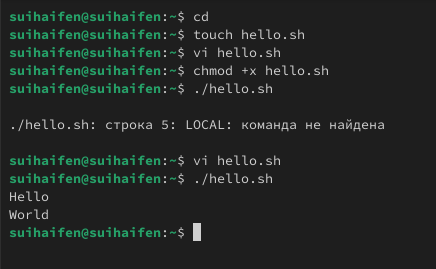 suihaifen@suihaifen:~$ cd
suihaifen@suihaifen:~$ touch hello.sh
suihaifen@suihaifen:~$ vi hello.sh
suihaifen@suihaifen:~$ chmod +x hello.sh
suihaifen@suihaifen:~$ ./hello.sh
./hello.sh: строка 5: LOCAL: команда не найдена
suihaifen@suihaifen:~$ vi hello.sh
suihaifen@suihaifen:~$ ./hello.sh
Hello
World
suihaifen@suihaifen:~$